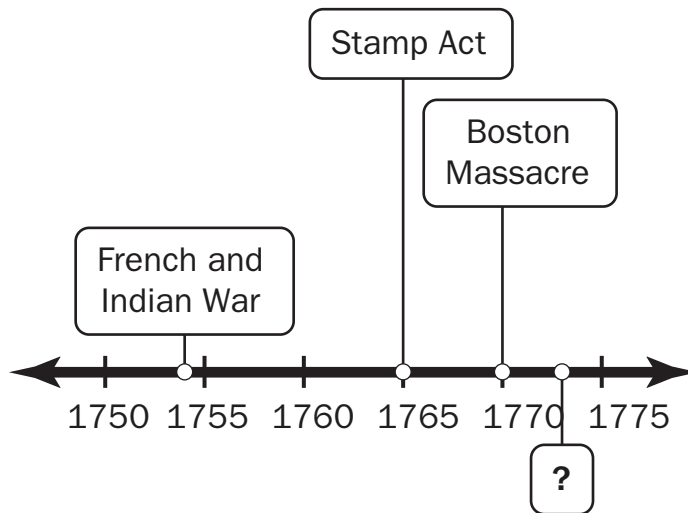 Stamp Act
Boston
Massacre
French and
Indian War
1750 1755 1760 1765 1770 1775
?